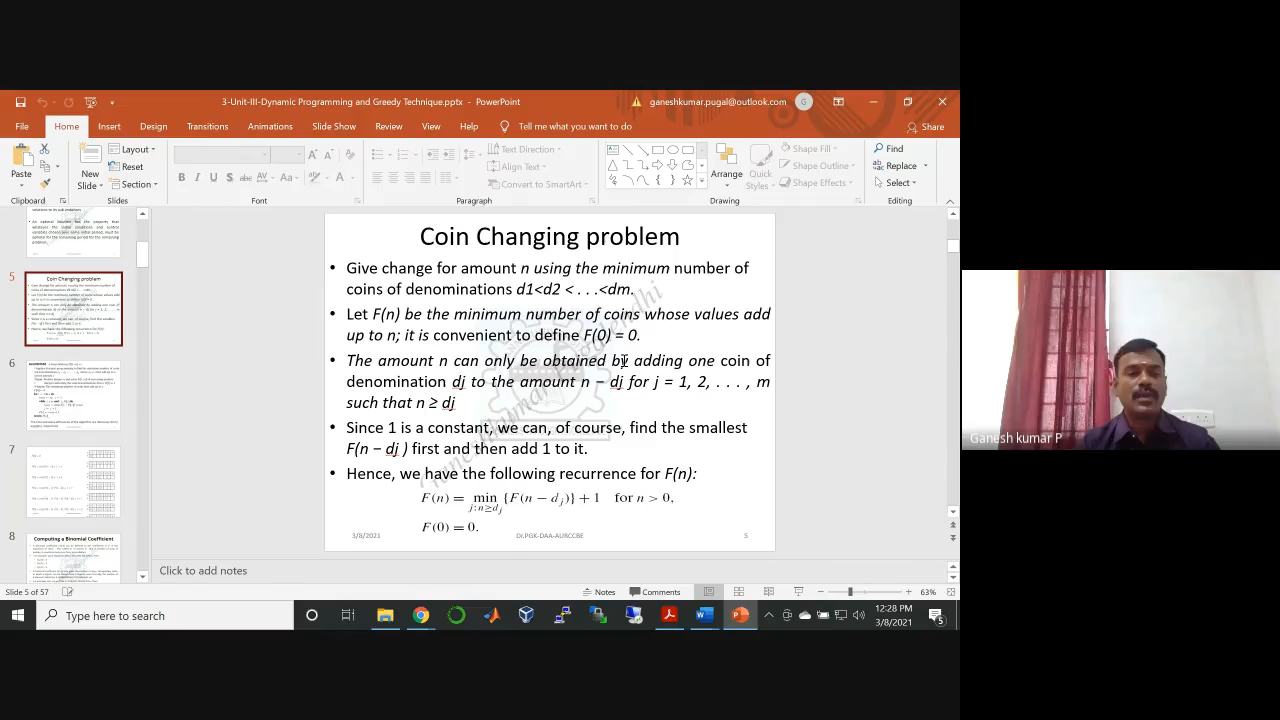 3-Unit-III-Dynamic Programming and Greedy Technique.pptx - PowerPoint
ganeshkumar.pugal@outlook.com
G
File Home Insert Design Transitions Animations Slide Show Review View Help Tell me what you want to do
Share
Paste
New
Slide
Layout
Reset
Section
B I U S abc AV Aa A
Text Direction
Align Text
Convert to SmartArt
Arrange
Quick
Styles
Shape Fill
Shape Outline
Shape Effects
Find
Replace
Select
Clipboard Slides Font Paragraph Drawing Editing
5
Coin Changing problem
6
7
8
Computing a Binomial Coefficient
Coin Changing problem
• Give change for amount n using the minimum number of
coins of denominations d1<d2 < . . .<dm.
• Let F(n) be the minimum number of coins whose values add
up to n; it is convenient to define F(0) = 0.
• The amount n can only be obtained by adding one coin of
denomination dj to the amount n − dj for j = 1, 2, . . . , m
such that n ≥ dj
• Since 1 is a constant, we can, of course, find the smallest
F(n − dj ) first and then add 1 to it.
• Hence, we have the following recurrence for F(n):
F(n) = min {F(n − dj)} + 1 for n > 0,
F(0) = 0.
3/8/2021 Dr.PGK-DAA-AURCCBE 5
Click to add notes
Slide 5 of 57
Notes Comments 63%
Type here to search
12:28 PM
3/8/2021
5
Ganesh kumar P